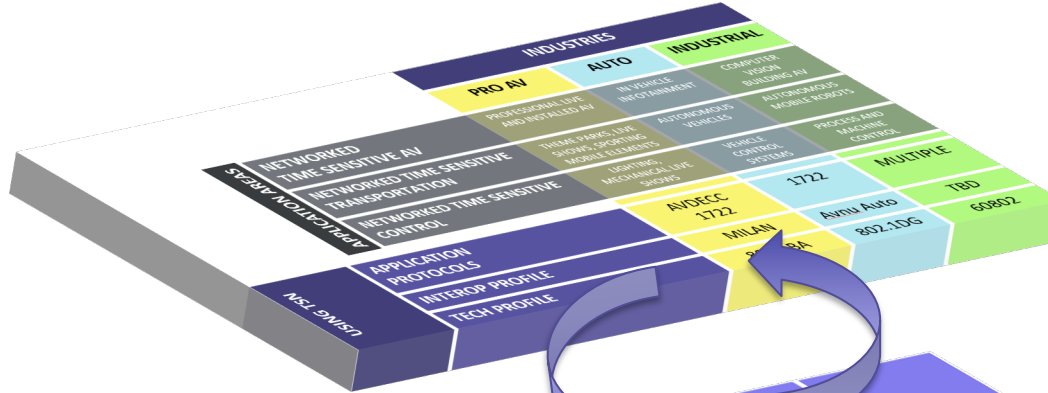 INDUSTRIES
PRO AV
AUTO
INDUSTRIAL
APPLICATION AREAS
NETWORKED
TIME SENSITIVE AV
PROFESSIONAL LIVE
AND INSTALLED AV
IN VEHICLE
INFOTAINMENT
COMPUTER
VISION
BUILDING AV
NETWORKED TIME SENSITIVE
TRANSPORTATION
THEME PARKS, LIVE
SHOWS, SPORTING
MOBILE ELEMENTS
AUTONOMOUS
VEHICLES
AUTONOMOUS
MOBILE ROBOTS
NETWORKED TIME SENSITIVE
CONTROL
LIGHTING,
MECHANICAL LIVE
SHOWS
VEHICLE
CONTROL
SYSTEMS
PROCESS AND
MACHINE
CONTROL
USING TSN
APPLICATION
PROTOCOLS
AVDECC
1722
1722
MULTIPLE
INTEROP PROFILE
MILAN
Avnu Auto
TBD
TECH PROFILE
802.1DG
60802